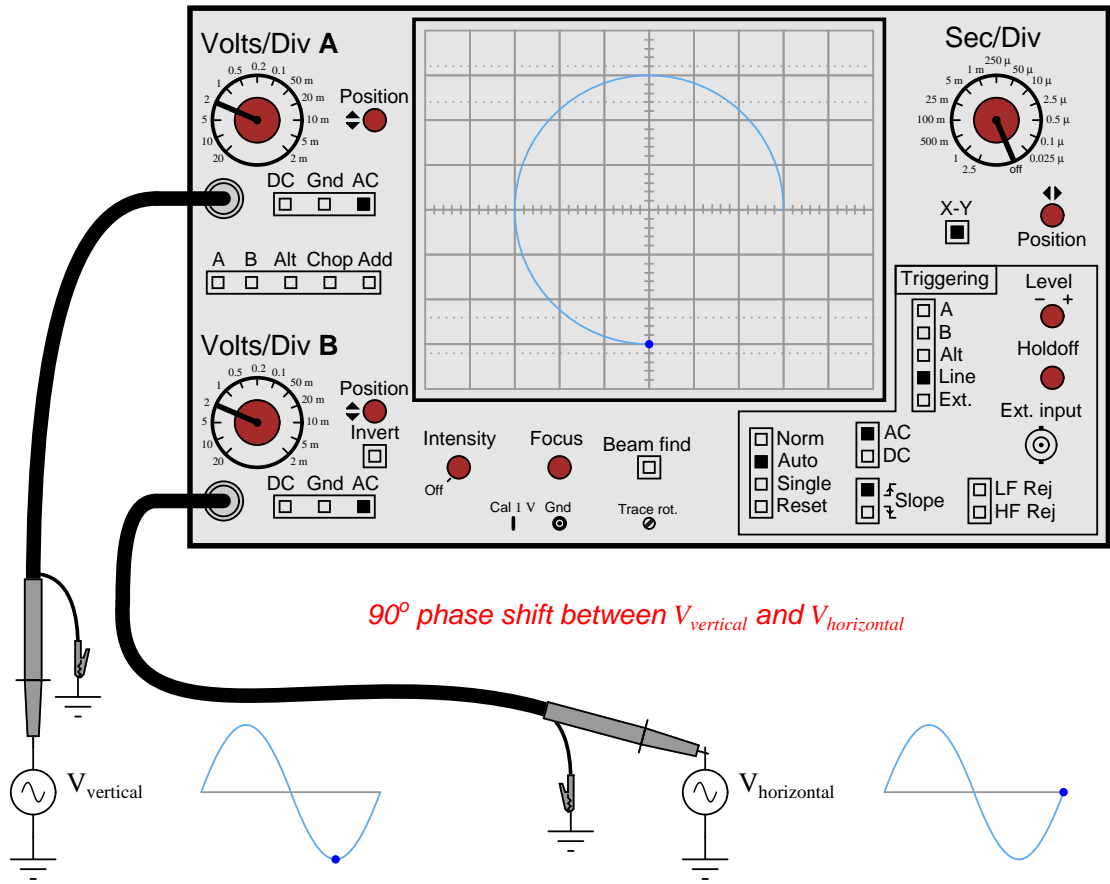 Volts/Div A
0.5 0.2 0.1
1 50 m
2 20 m
5 10 m
10 5 m
20 2 m
Position
DC Gnd AC
A B Alt Chop Add
Volts/Div B
0.5 0.2 0.1
1 50 m
2 20 m
5 10 m
10 5 m
20 2 m
Position
Invert
DC Gnd AC
Intensity
Off
Focus
Beam find
Cal 1 V Gnd
Trace rot.
Sec/Div
250 µ
1 m 50 µ
5 m 10 µ
25 m 2.5 µ
100 m 0.5 µ
500 m 0.1 µ
1 0.025 µ
2.5 off
X-Y
Position
Triggering
A
B
Alt
Line
Ext.
Level
− +
Holdoff
Ext. input
Norm
Auto
Single
Reset
AC
DC
Slope
LF Rej
HF Rej
90o phase shift between Vvertical and Vhorizontal
Vvertical
Vhorizontal